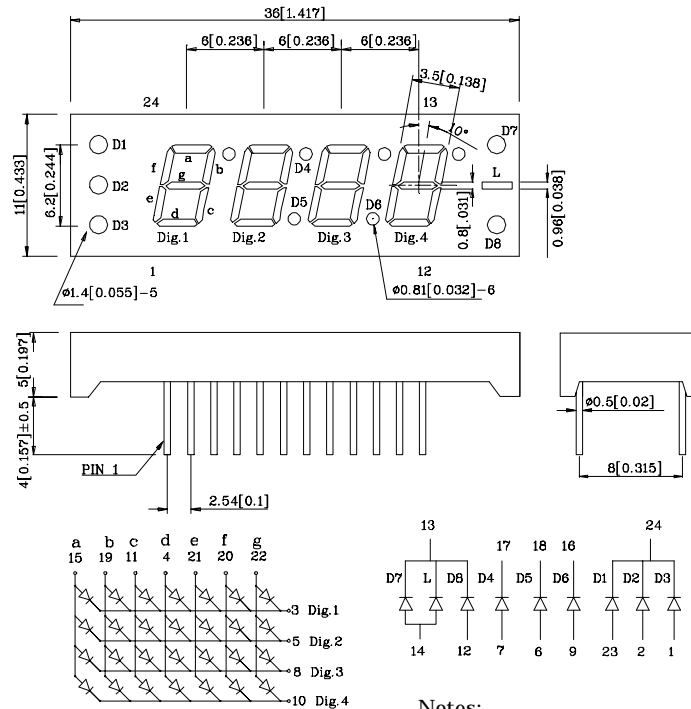 36[1.417]
6[0.236] 6[0.236] 6[0.236]
3.5[0.138]
24 13
10°
D1 D7
a
f b D4
g L
D2
e c D5 D6
d
D3 D8
Dig.1 Dig.2 Dig.3 Dig.4
11[0.433]
6.2[0.244]
0.8[.031]
0.96[0.038]
1 12
ø1.4[0.055]-5
ø0.81[0.032]-6
5[0.197]
4[0.157]±0.5
ø0.5[0.02]
PIN 1
8[0.315]
2.54[0.1]
a b c d e f g
15 19 11 4 21 20 22
3 Dig.1
5 Dig.2
8 Dig.3
10 Dig.4
13 17 18 16 24
D7 L D8 D4 D5 D6 D1 D2 D3
14 12 7 6 9 23 2 1
Notes: